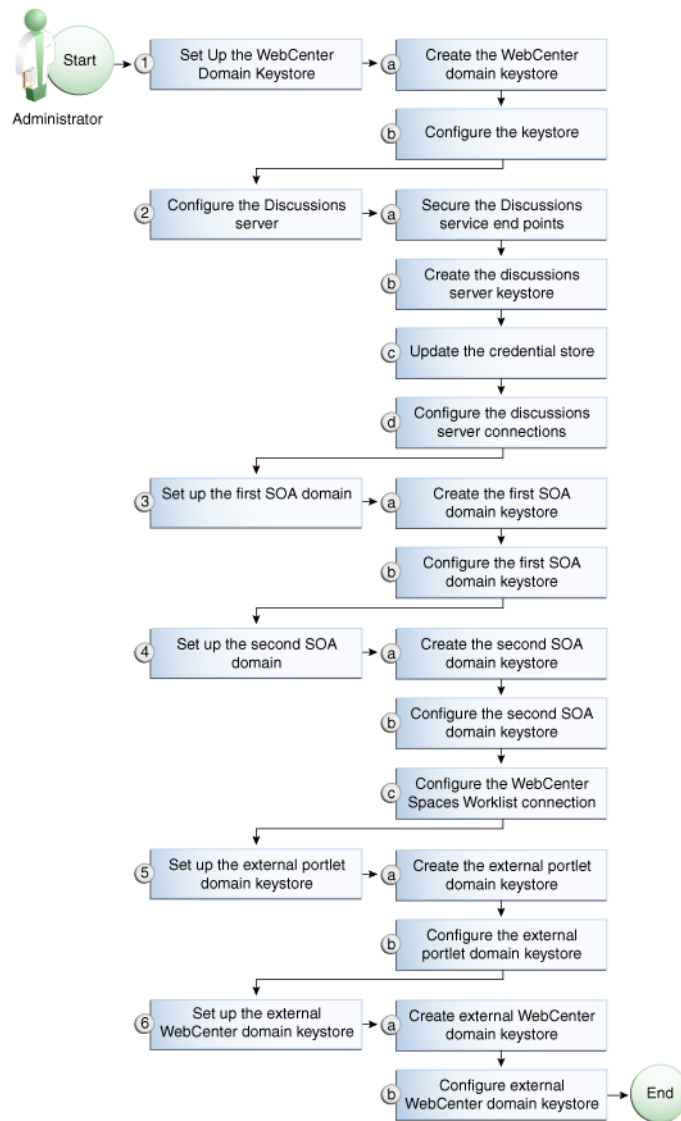 Start
Administrator
1
Set Up the WebCenter
Domain Keystore
a
Create the WebCenter
domain keystore
b
Configure the keystore
2
Configure the Discussions
server
a
Secure the Discussions
service end points
b
Create the discussions
server keystore
c
Update the credential store
d
Configure the discussions
server connections
3
Set up the first SOA domain
a
Create the first SOA
domain keystore
b
Configure the first SOA
domain keystore
4
Set up the second SOA
domain
a
Create the second SOA
domain keystore
b
Configure the second SOA
domain keystore
c
Configure the WebCenter
Spaces Worklist connection
5
Set up the external portlet
domain keystore
a
Create the external portlet
domain keystore
b
Configure the external
portlet domain keystore
6
Set up the external
WebCenter domain keystore
a
Create external WebCenter
domain keystore
b
Configure external
WebCenter domain keystore
End